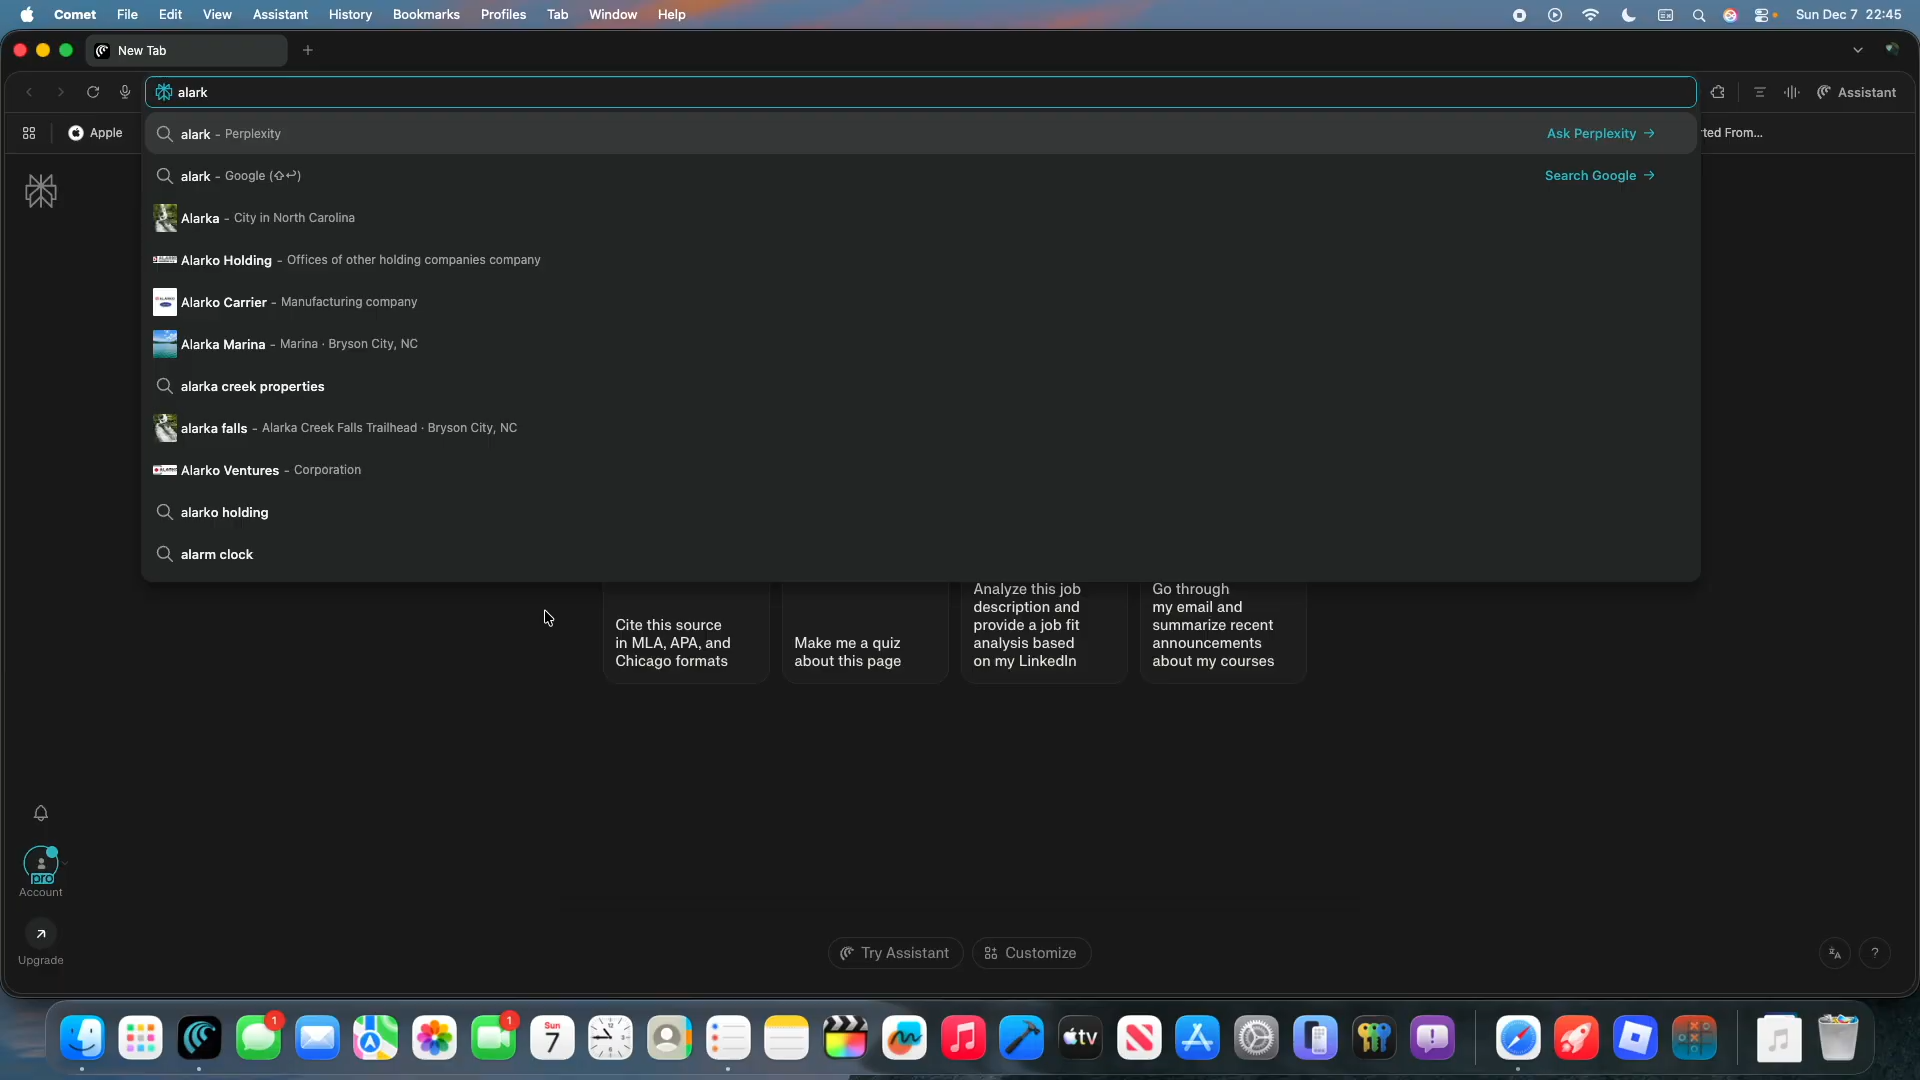 Comet File Edit View Assistant History Bookmarks Profiles Tab Window Help Sun Dec 7 22:45
New Tab
alark
Assistant
Apple
rted From...
alark - Perplexity Ask Perplexity →
alark - Google (⇧↩) Search Google →
Alarka - City in North Carolina
Alarko Holding - Offices of other holding companies company
Alarko Carrier - Manufacturing company
Alarka Marina - Marina · Bryson City, NC
alarka creek properties
alarka falls - Alarka Creek Falls Trailhead · Bryson City, NC
Alarko Ventures - Corporation
alarko holding
alarm clock
Cite this source
in MLA, APA, and
Chicago formats
Make me a quiz
about this page
Analyze this job
description and
provide a job fit
analysis based
on my LinkedIn
Go through
my email and
summarize recent
announcements
about my courses
pro
Account
Upgrade
Try Assistant
Customize
?
1
1
Sun
7
tv